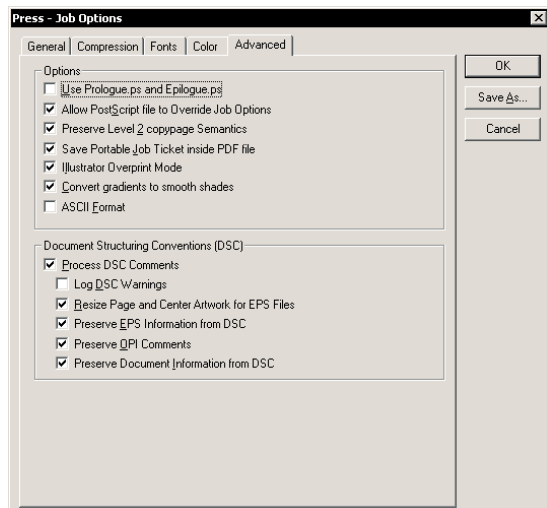 Press - Job Options
General Compression Fonts Color Advanced
OK
Save As...
Cancel
Options
Use Prologue.ps and Epilogue.ps
Allow PostScript file to Override Job Options
Preserve Level 2 copypage Semantics
Save Portable Job Ticket inside PDF file
Illustrator Overprint Mode
Convert gradients to smooth shades
ASCII Format
Document Structuring Conventions (DSC)
Process DSC Comments
Log DSC Warnings
Resize Page and Center Artwork for EPS Files
Preserve EPS Information from DSC
Preserve OPI Comments
Preserve Document Information from DSC